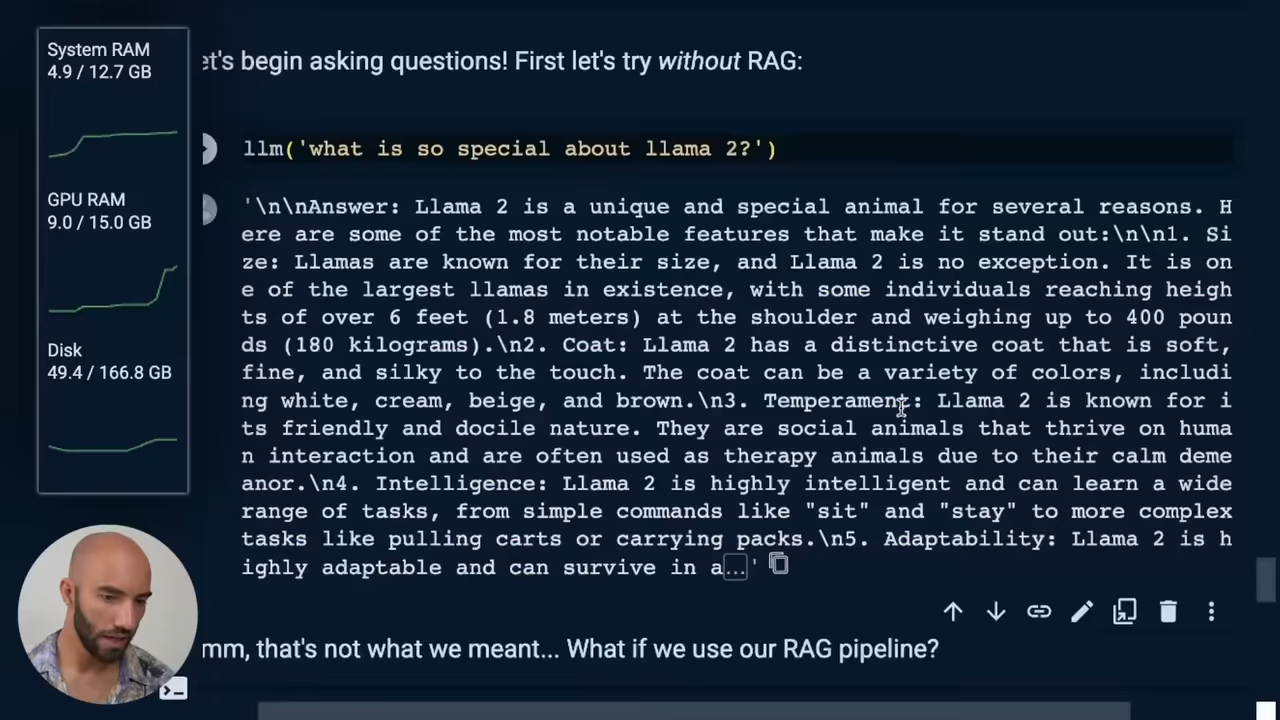 System RAM
4.9 / 12.7 GB
GPU RAM
9.0 / 15.0 GB
Disk
49.4 / 166.8 GB
et's begin asking questions! First let's try without RAG:
llm('what is so special about llama 2?')
'\n\nAnswer: Llama 2 is a unique and special animal for several reasons. H
ere are some of the most notable features that make it stand out:\n\n1. Si
ze: Llamas are known for their size, and Llama 2 is no exception. It is on
e of the largest llamas in existence, with some individuals reaching heigh
ts of over 6 feet (1.8 meters) at the shoulder and weighing up to 400 poun
ds (180 kilograms).\n2. Coat: Llama 2 has a distinctive coat that is soft,
fine, and silky to the touch. The coat can be a variety of colors, includi
ng white, cream, beige, and brown.\n3. Temperament: Llama 2 is known for i
ts friendly and docile nature. They are social animals that thrive on huma
n interaction and are often used as therapy animals due to their calm deme
anor.\n4. Intelligence: Llama 2 is highly intelligent and can learn a wide
range of tasks, from simple commands like "sit" and "stay" to more complex
tasks like pulling carts or carrying packs.\n5. Adaptability: Llama 2 is h
ighly adaptable and can survive in a...'
mm, that's not what we meant... What if we use our RAG pipeline?